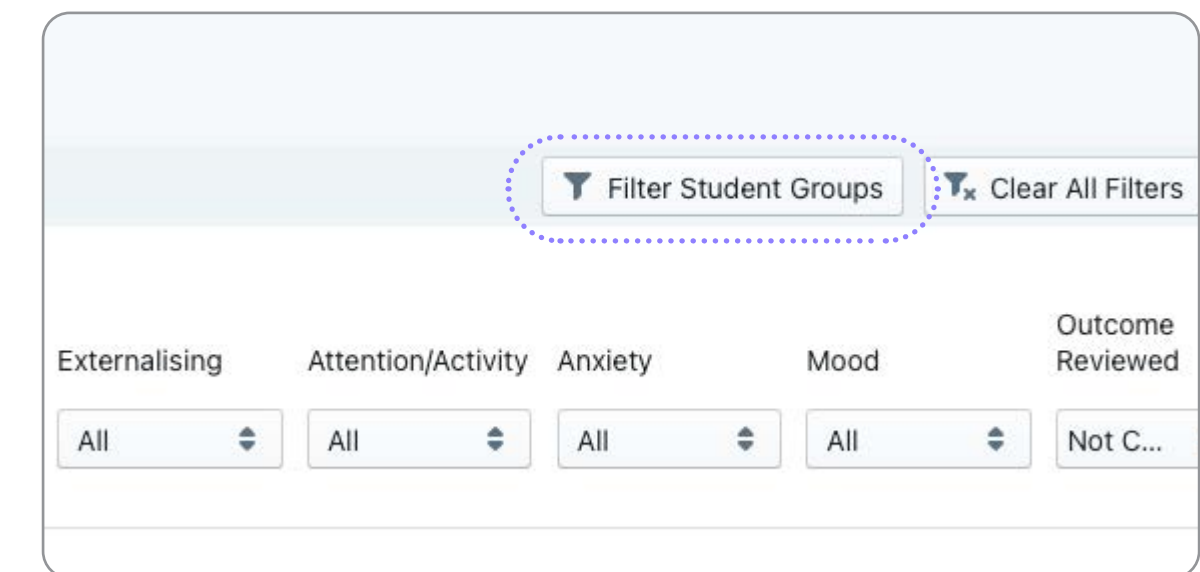 Filter Student Groups Clear All Filters
Outcome
Externalising Attention/Activity Anxiety Mood Reviewed
All All All All Not C...